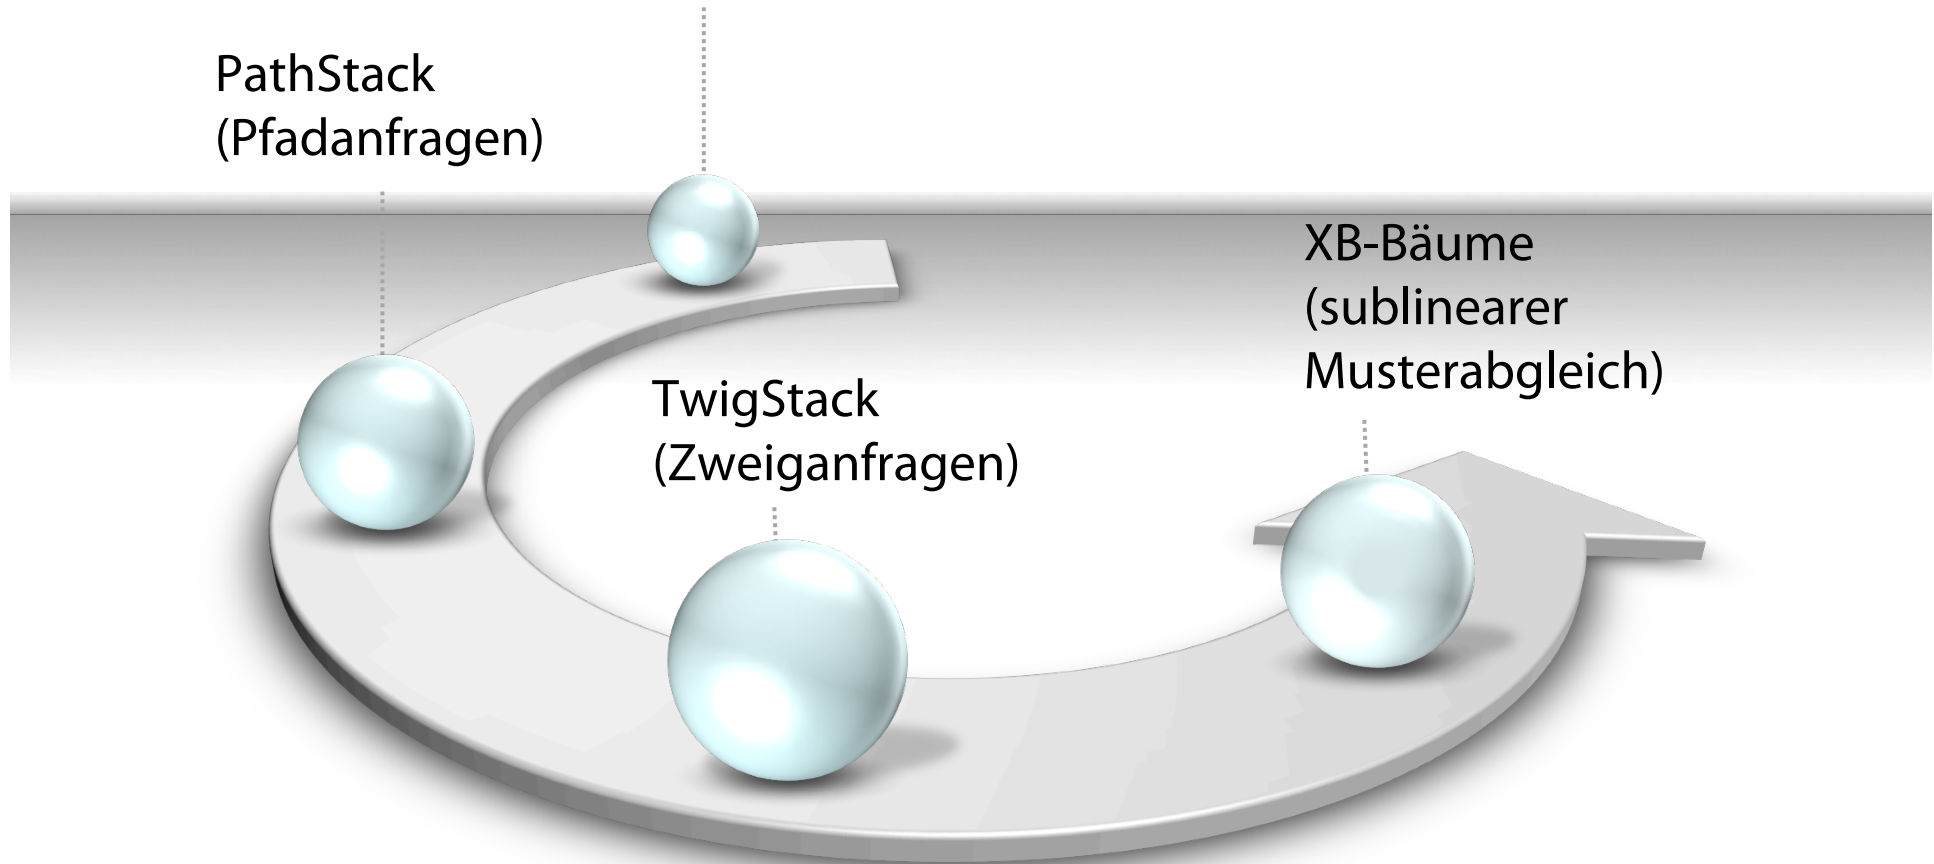 PathStack
(Pfadanfragen)
TwigStack
(Zweiganfragen)
XB-Bäume
(sublinearer
Musterabgleich)